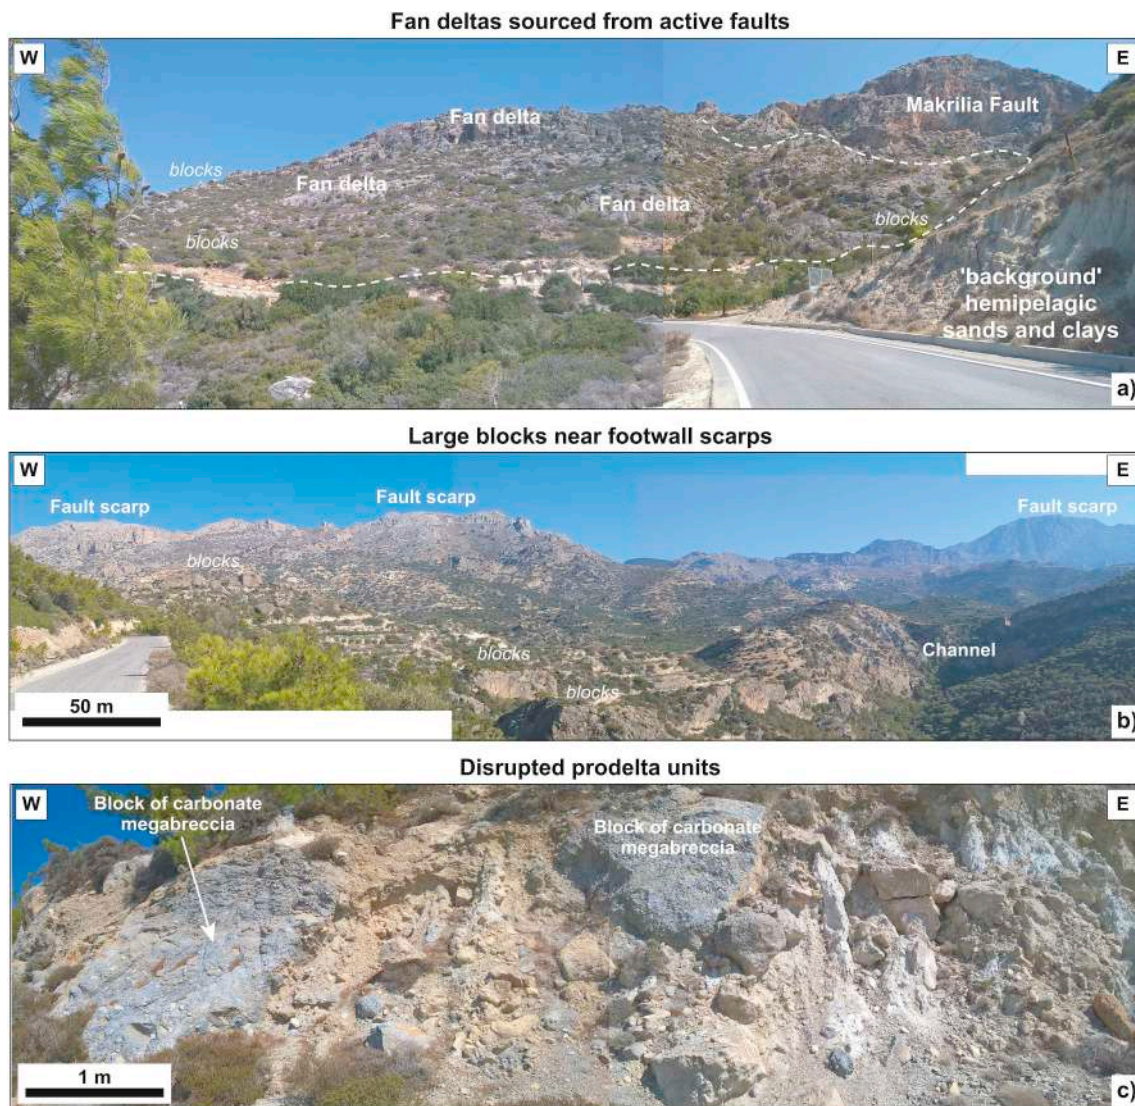 Fan deltas sourced from active faults
W
E
Fan delta
Makrilia Fault
blocks
Fan delta
Fan delta
blocks
blocks
'background'
hemipelagic
sands and clays
a)
Large blocks near footwall scarps
W
E
Fault scarp
Fault scarp
Fault scarp
blocks
blocks
Channel
blocks
50 m
b)
Disrupted prodelta units
W
E
Block of carbonate
megabreccia
Block of carbonate
megabreccia
1 m
c)